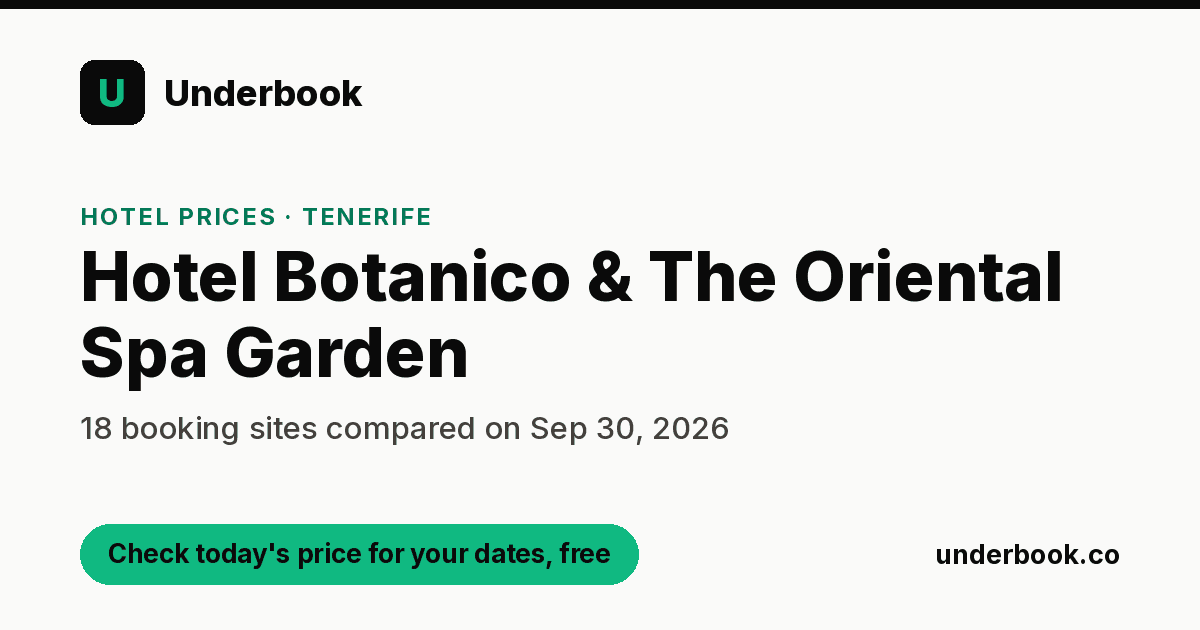 U Underbook
HOTEL PRICES · TENERIFE
Hotel Botanico & The Oriental
Spa Garden
18 booking sites compared on Sep 30, 2026
Check today's price for your dates, free
underbook.co